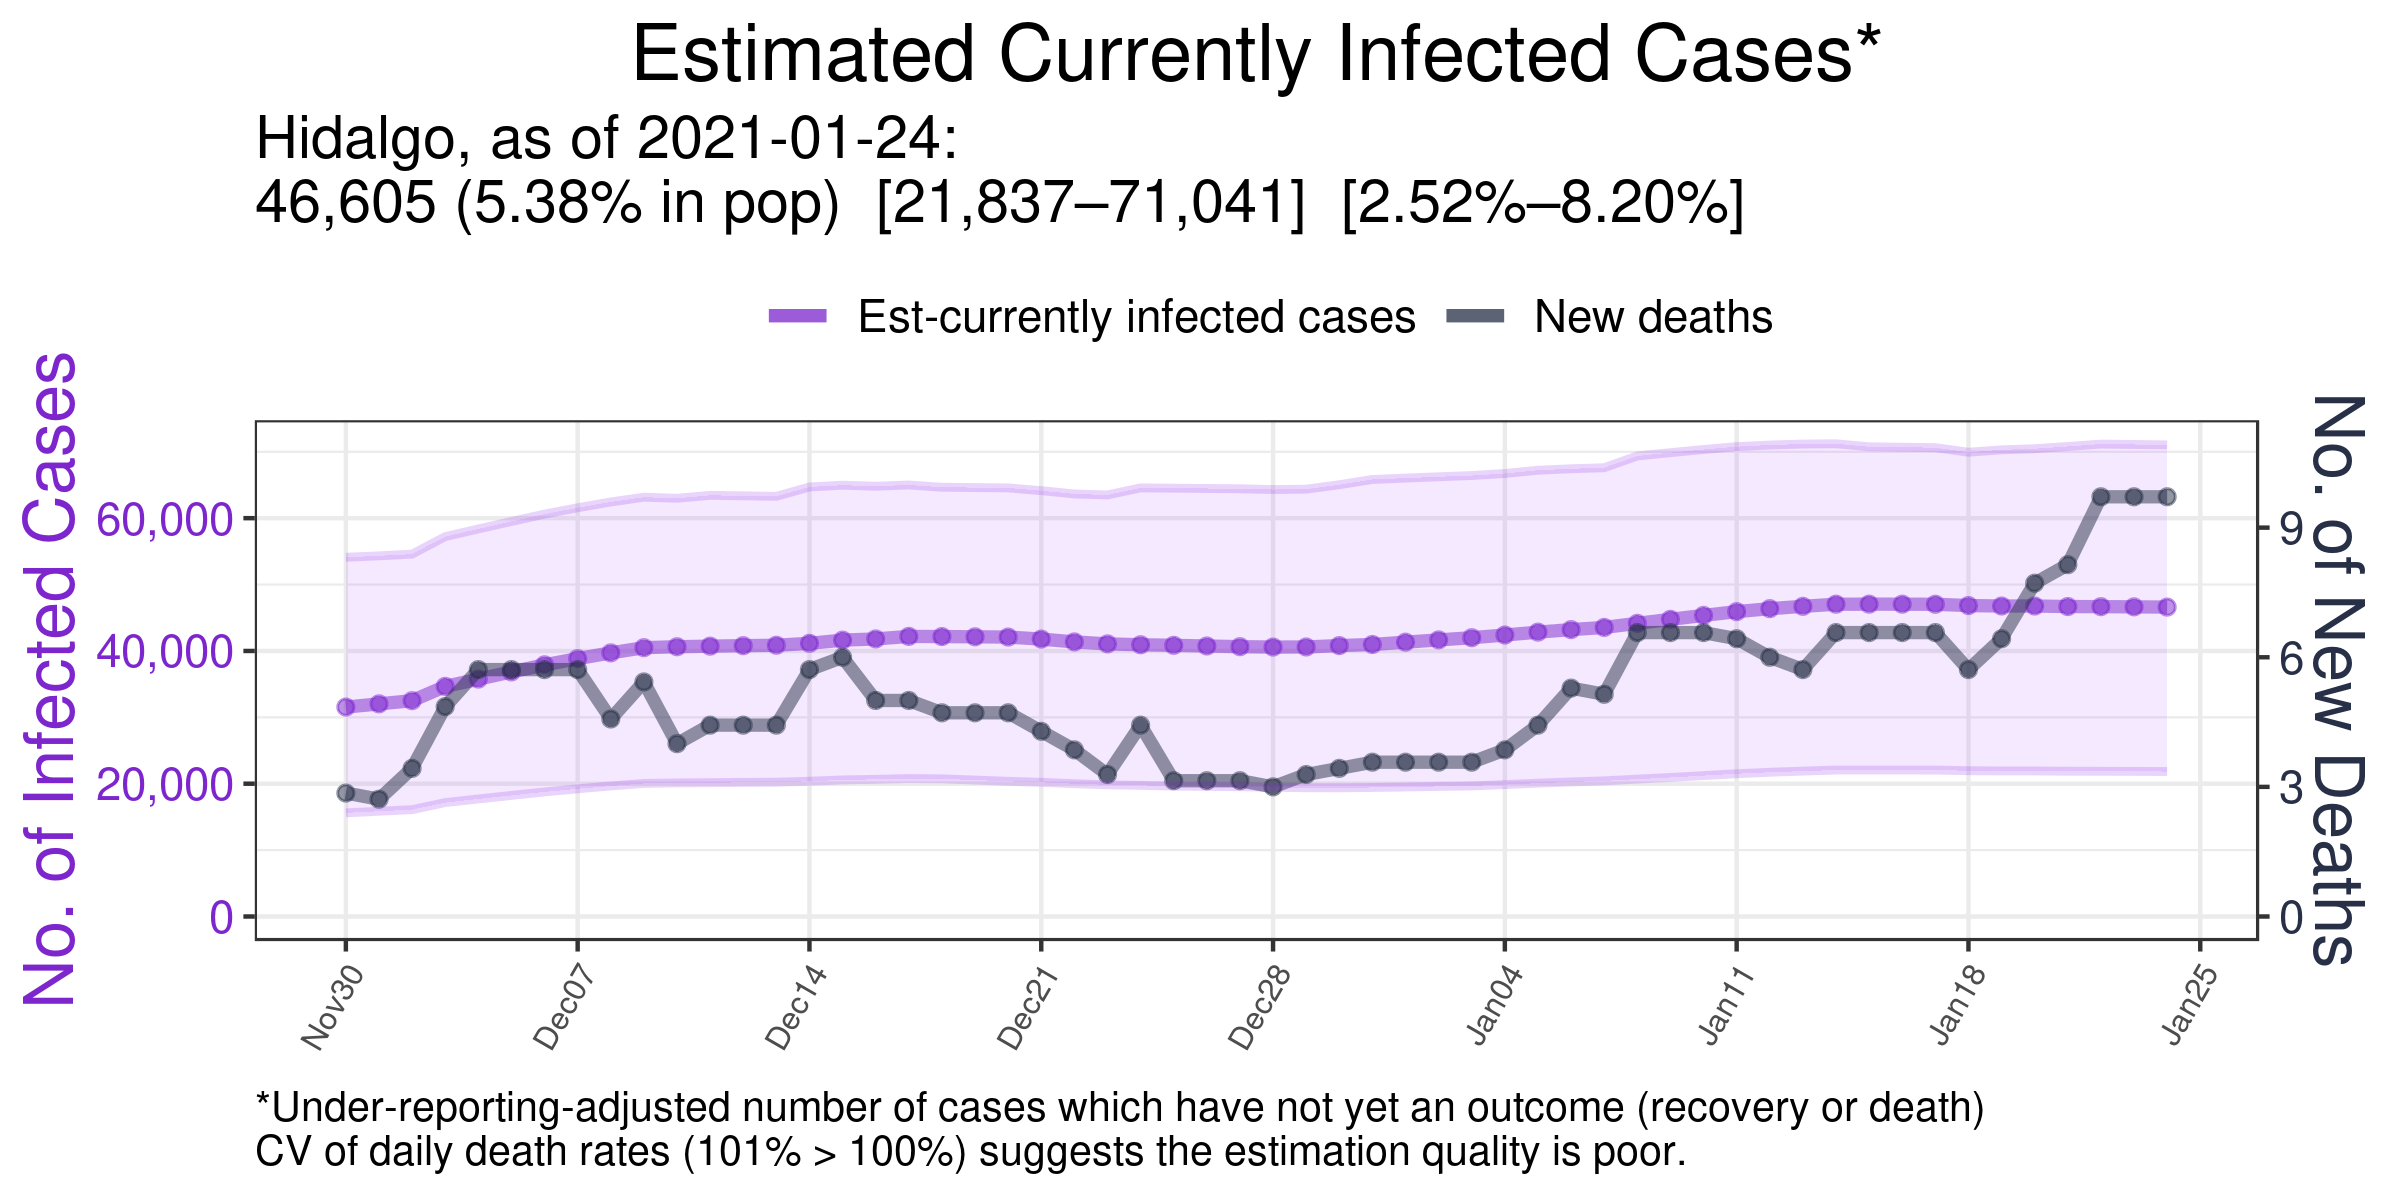 Estimated Currently Infected Cases*
Hidalgo, as of 2021-01-24:
46,605 (5.38% in pop)  [21,837–71,041]  [2.52%–8.20%]
Est-currently infected cases
New deaths
No. of Infected Cases
60,000
40,000
20,000
0
No. of New Deaths
9
6
3
0
Nov30
Dec07
Dec14
Dec21
Dec28
Jan04
Jan11
Jan18
Jan25
*Under-reporting-adjusted number of cases which have not yet an outcome (recovery or death)
CV of daily death rates (101% > 100%) suggests the estimation quality is poor.